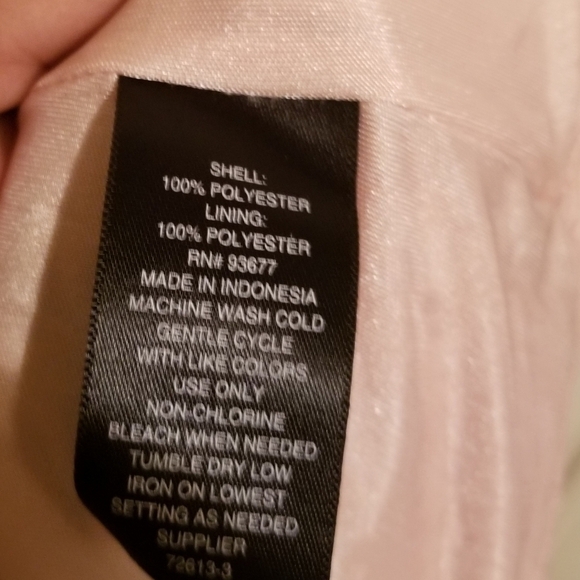 SHELL:
100% POLYESTER
LINING:
100% POLYESTER
RN# 93677
MADE IN INDONESIA
MACHINE WASH COLD
GENTLE CYCLE
WITH LIKE COLORS
USE ONLY
NON-CHLORINE
BLEACH WHEN NEEDED
TUMBLE DRY LOW
IRON ON LOWEST
SETTING AS NEEDED
SUPPLIER
72613-3